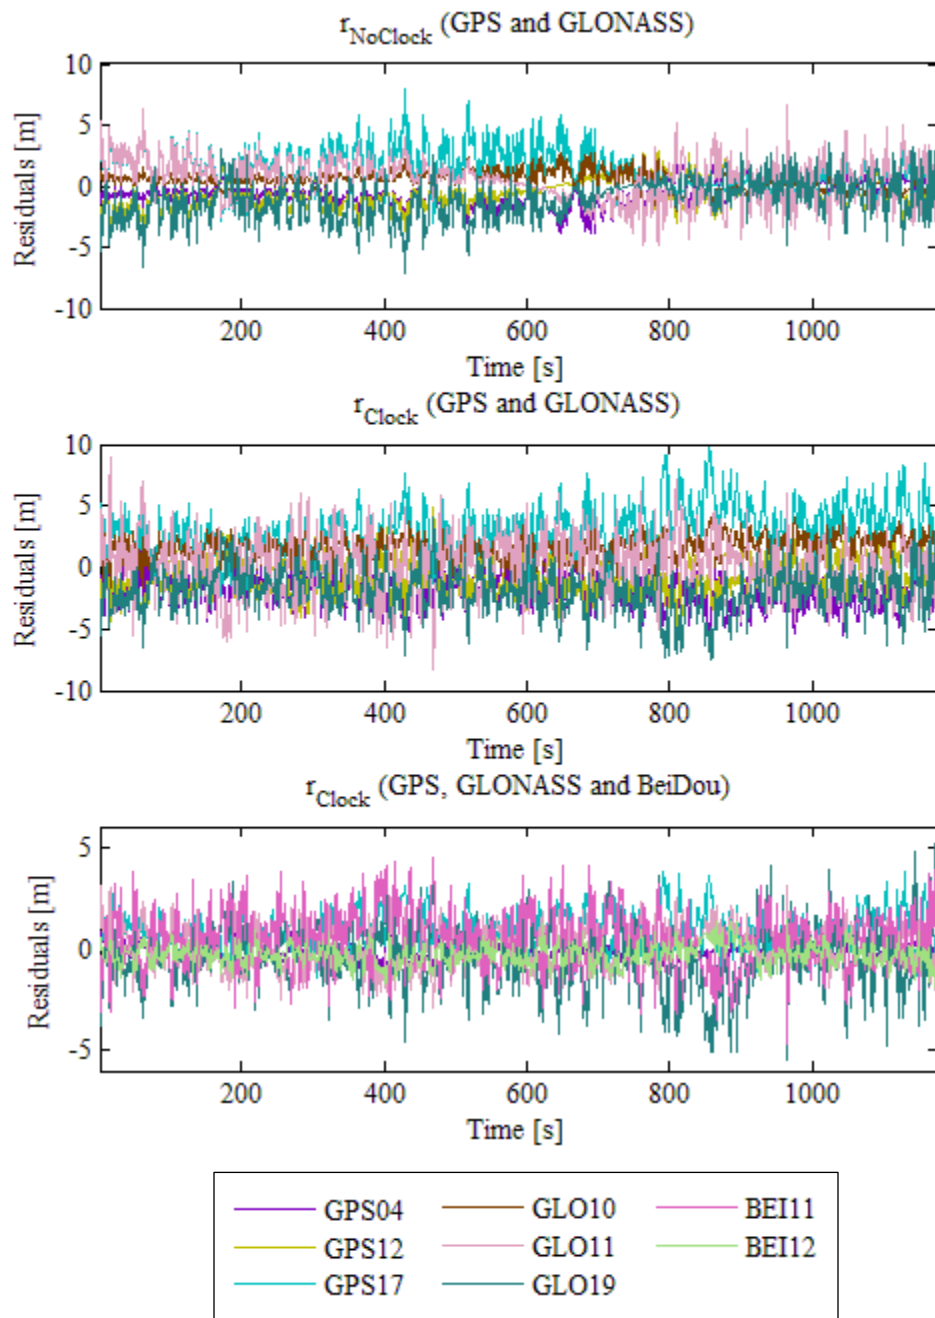 r_NoClock (GPS and GLONASS)
10
5
0
-5
-10
Residuals [m]
200 400 600 800 1000
Time [s]
r_Clock (GPS and GLONASS)
10
5
0
-5
-10
Residuals [m]
200 400 600 800 1000
Time [s]
r_Clock (GPS, GLONASS and BeiDou)
5
0
-5
Residuals [m]
200 400 600 800 1000
Time [s]
GPS04 GLO10 BEI11
GPS12 GLO11 BEI12
GPS17 GLO19